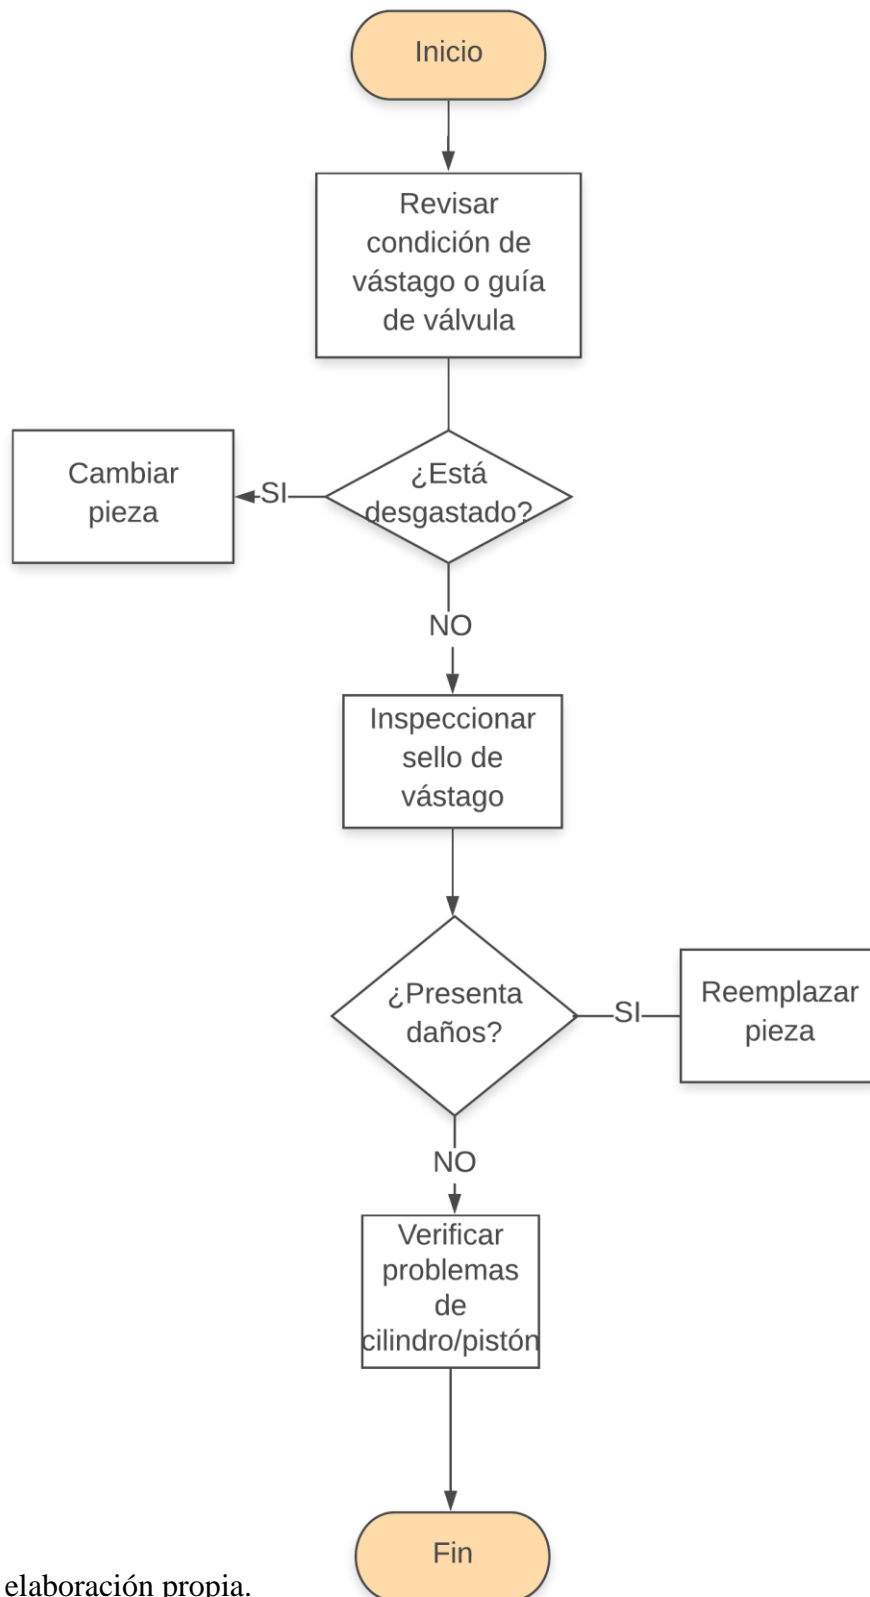 Inicio
Revisar
condición de
vástago o guía
de válvula
¿Está
desgastado?
SI
Cambiar
pieza
NO
Inspeccionar
sello de
vástago
¿Presenta
daños?
SI
Reemplazar
pieza
NO
Verificar
problemas
de
cilindro/pistón
Fin
elaboración propia.